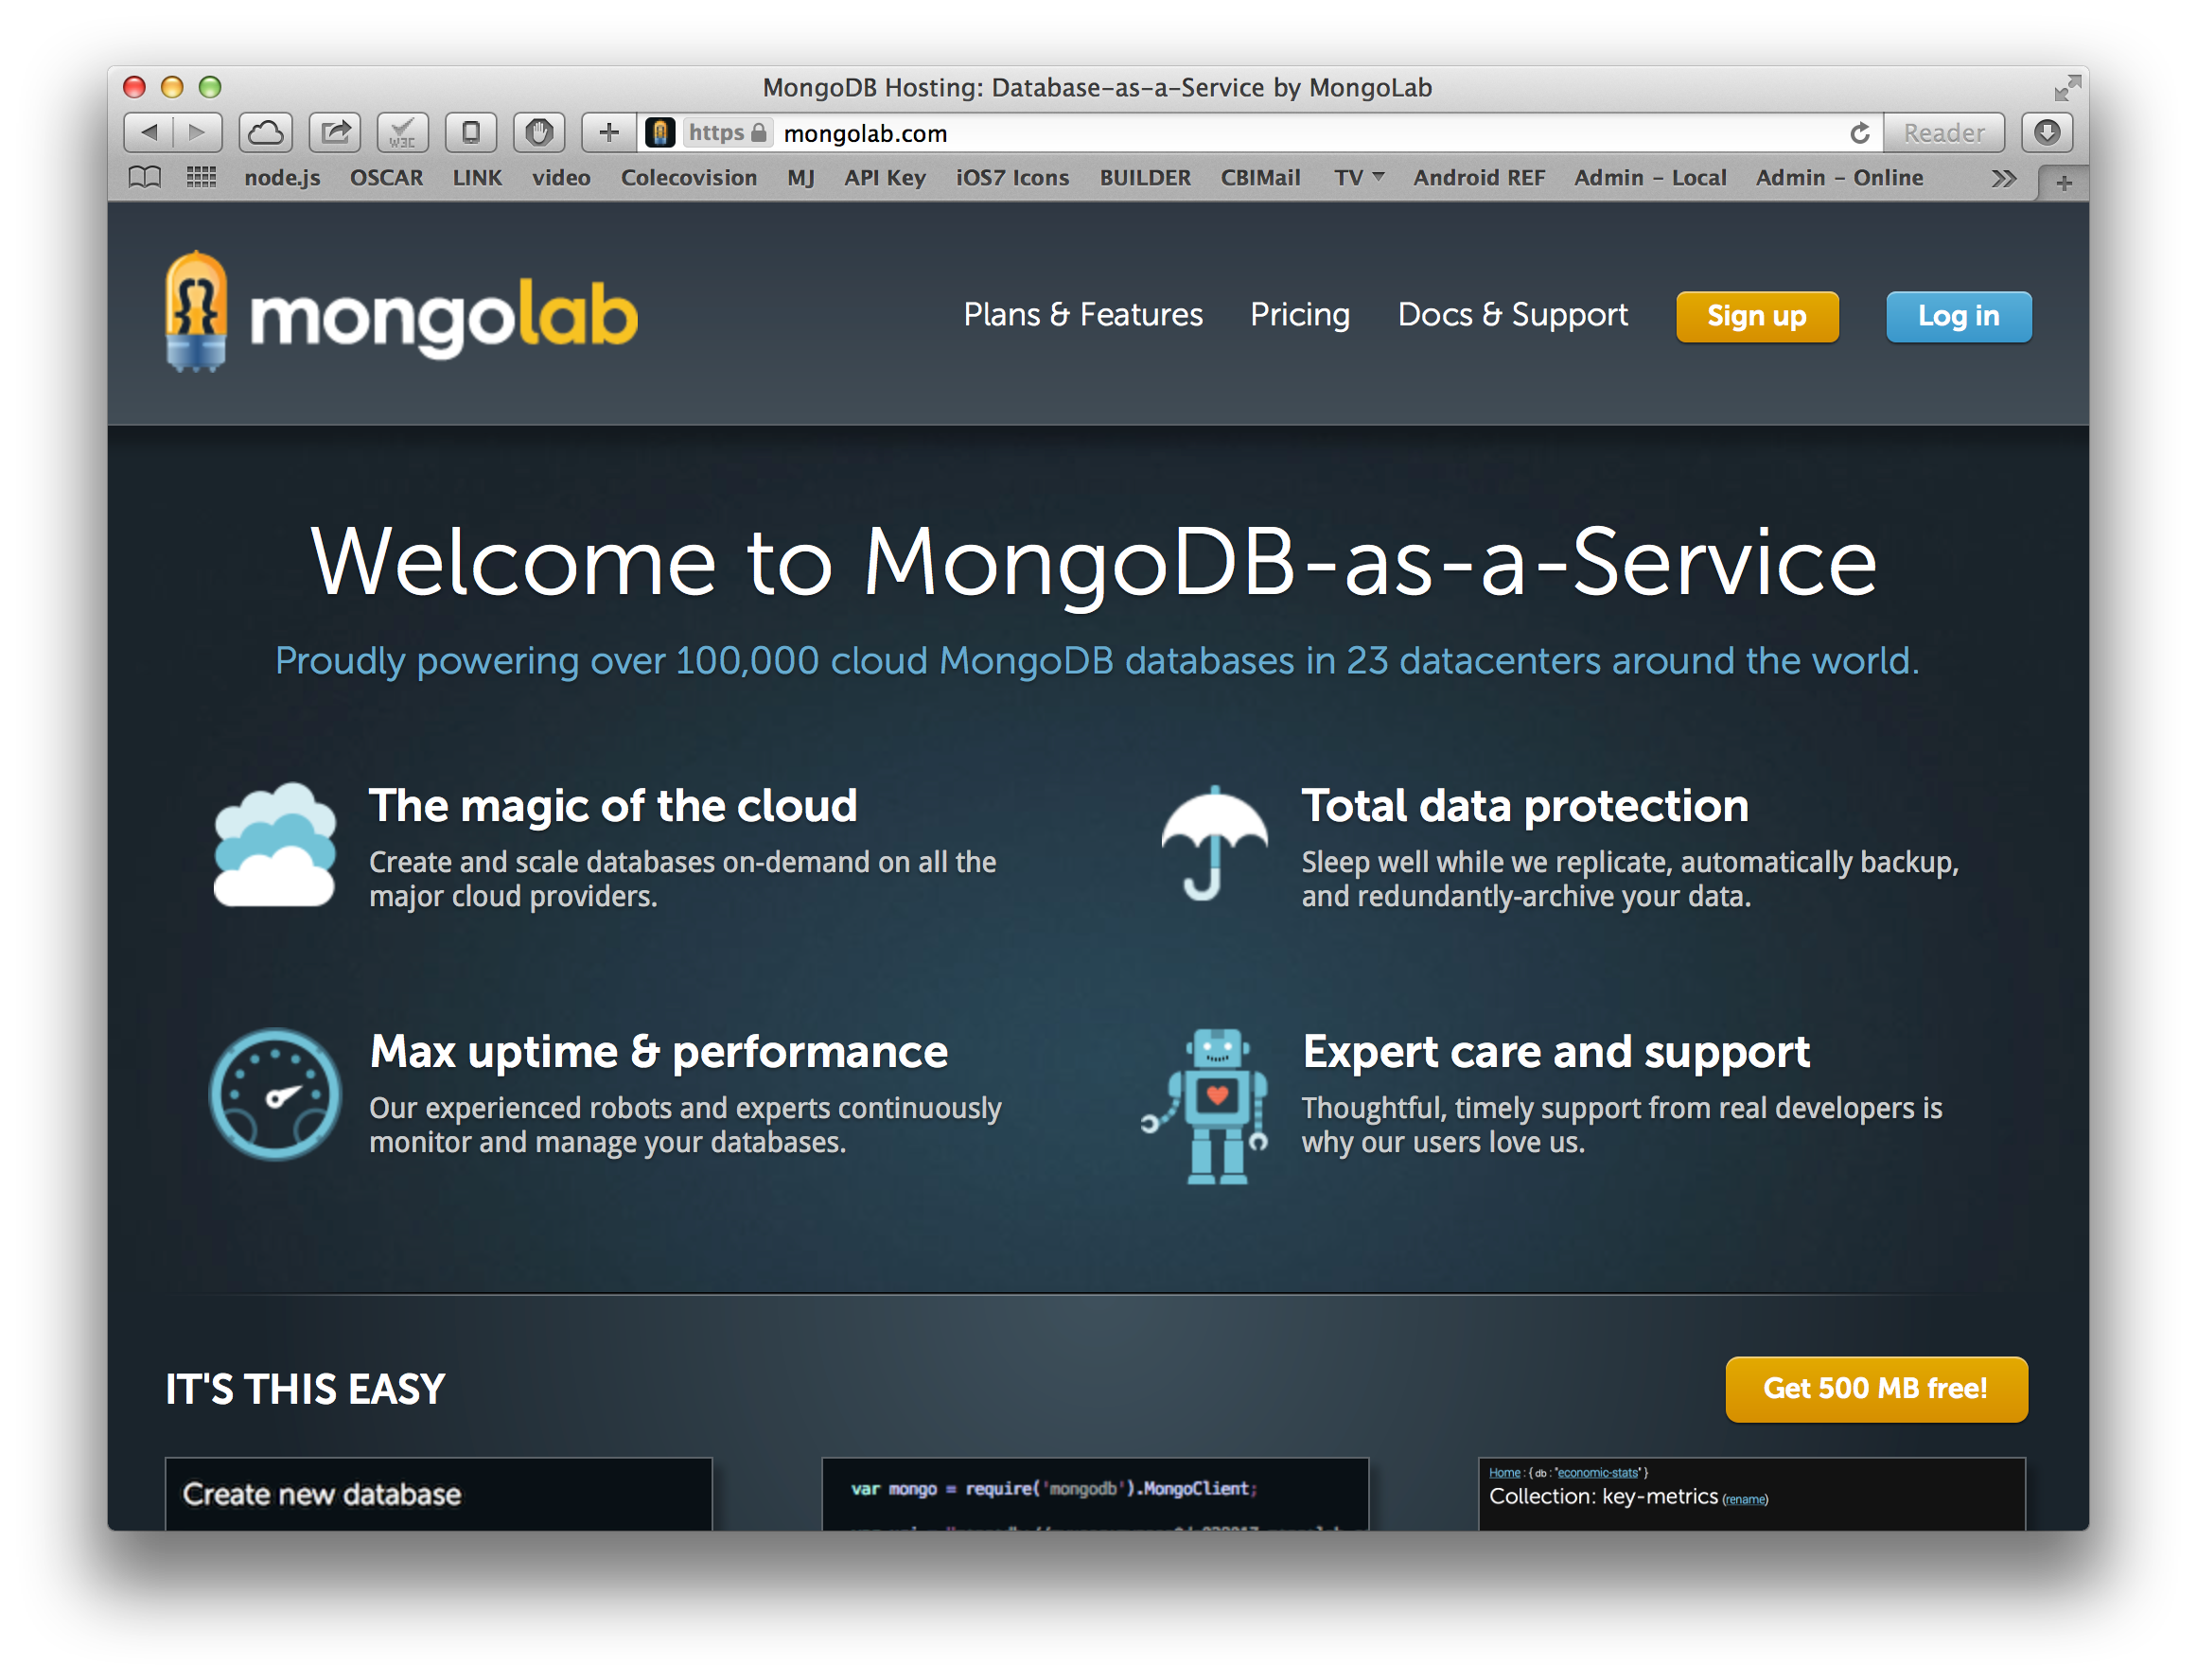 MongoDB Hosting: Database-as-a-Service by MongoLab
W3C
https mongolab.com
Reader
node.js OSCAR LINK video Colecovision MJ API Key iOS7 Icons BUILDER CBIMail TV Android REF Admin - Local Admin - Online
mongolab
Plans & Features Pricing Docs & Support Sign up Log in
Welcome to MongoDB-as-a-Service
Proudly powering over 100,000 cloud MongoDB databases in 23 datacenters around the world.
The magic of the cloud
Create and scale databases on-demand on all the
major cloud providers.
Total data protection
Sleep well while we replicate, automatically backup,
and redundantly-archive your data.
Max uptime & performance
Our experienced robots and experts continuously
monitor and manage your databases.
Expert care and support
Thoughtful, timely support from real developers is
why our users love us.
IT'S THIS EASY
Get 500 MB free!
Create new database
var mongo = require('mongodb').MongoClient;
Home : { db : "economic-stats" }
Collection: key-metrics (rename)